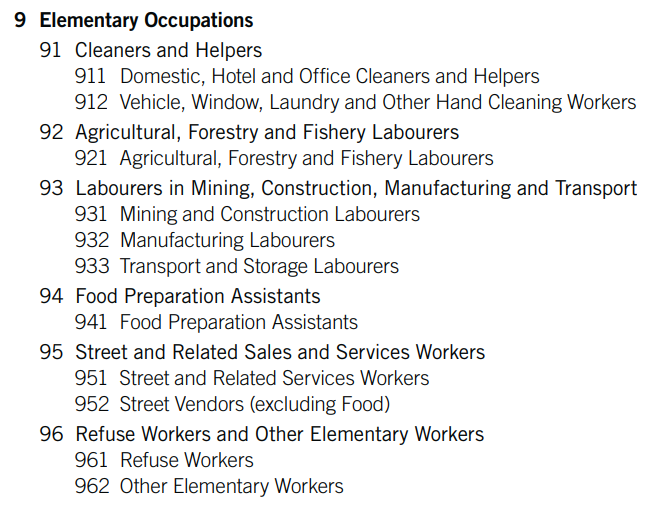 9 Elementary Occupations
91 Cleaners and Helpers
911 Domestic, Hotel and Office Cleaners and Helpers
912 Vehicle, Window, Laundry and Other Hand Cleaning Workers
92 Agricultural, Forestry and Fishery Labourers
921 Agricultural, Forestry and Fishery Labourers
93 Labourers in Mining, Construction, Manufacturing and Transport
931 Mining and Construction Labourers
932 Manufacturing Labourers
933 Transport and Storage Labourers
94 Food Preparation Assistants
941 Food Preparation Assistants
95 Street and Related Sales and Services Workers
951 Street and Related Services Workers
952 Street Vendors (excluding Food)
96 Refuse Workers and Other Elementary Workers
961 Refuse Workers
962 Other Elementary Workers